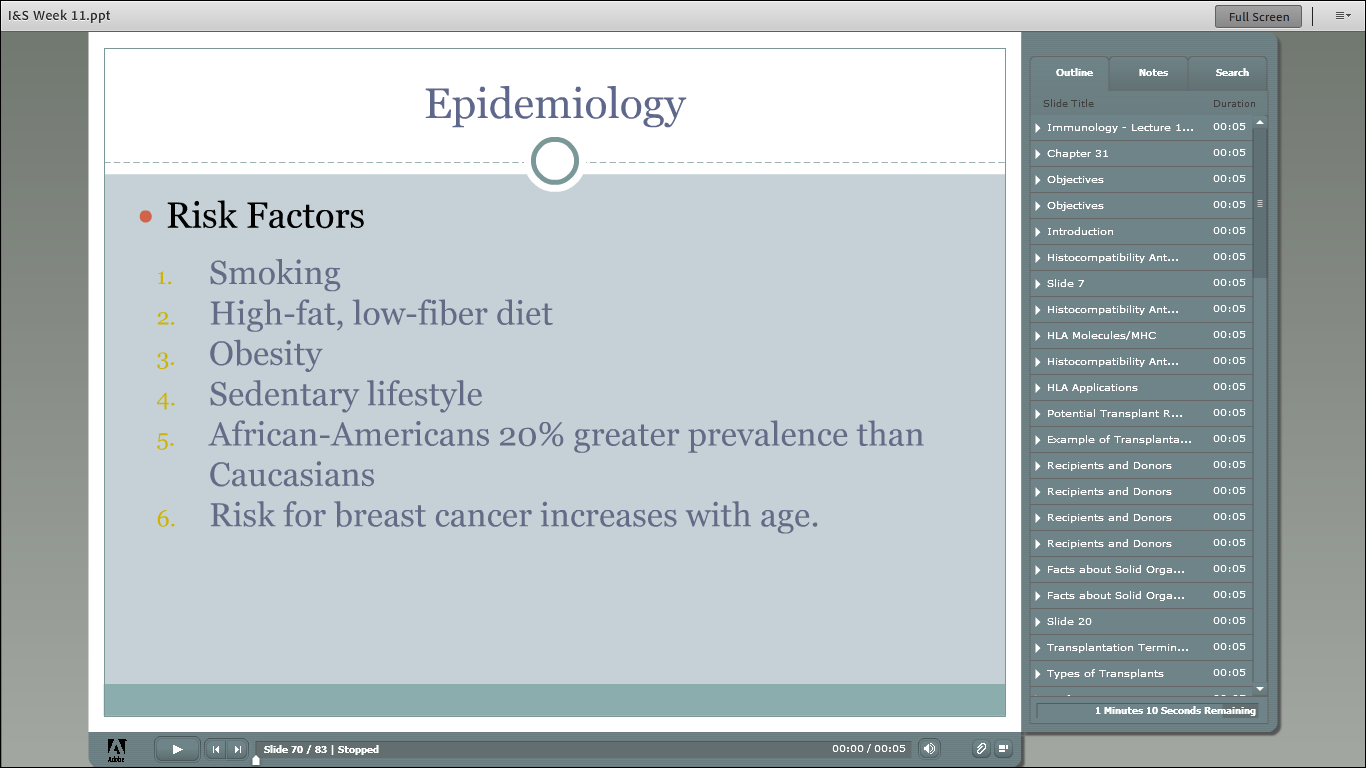 I&S Week 11.ppt
Full Screen
Epidemiology
• Risk Factors
1. Smoking
2. High-fat, low-fiber diet
3. Obesity
4. Sedentary lifestyle
5. African-Americans 20% greater prevalence than
Caucasians
6. Risk for breast cancer increases with age.
Outline Notes Search
Slide Title Duration
Immunology - Lecture 1... 00:05
Chapter 31 00:05
Objectives 00:05
Objectives 00:05
Introduction 00:05
Histocompatibility Ant... 00:05
Slide 7 00:05
Histocompatibility Ant... 00:05
HLA Molecules/MHC 00:05
Histocompatibility Ant... 00:05
HLA Applications 00:05
Potential Transplant R... 00:05
Example of Transplanta... 00:05
Recipients and Donors 00:05
Recipients and Donors 00:05
Recipients and Donors 00:05
Recipients and Donors 00:05
Facts about Solid Orga... 00:05
Facts about Solid Orga... 00:05
Slide 20 00:05
Transplantation Termin... 00:05
Types of Transplants 00:05
1 Minutes 10 Seconds Remaining
Adobe
Slide 70 / 83 | Stopped
00:00 / 00:05